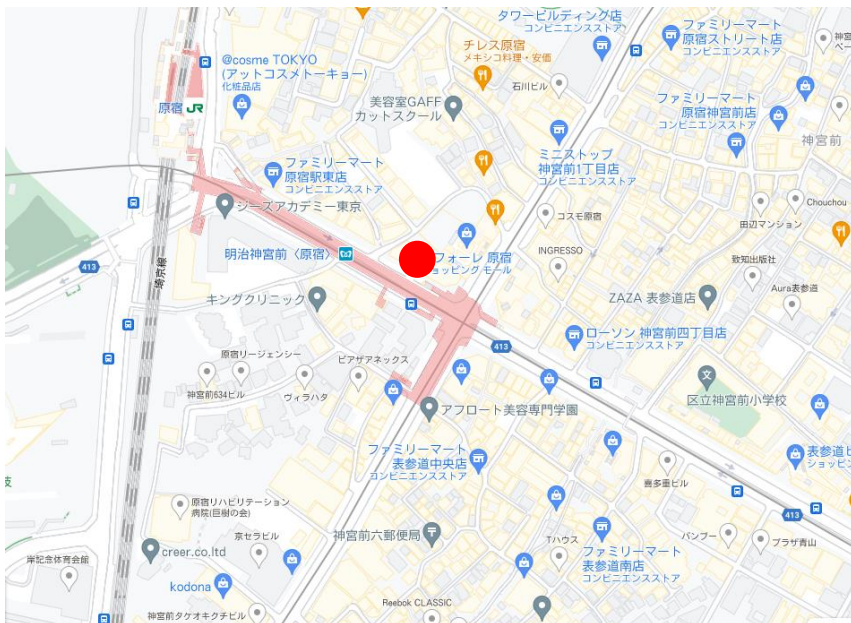 タワービルディング店
コンビニエンスストア
ファミリーマート
原宿ストリート店
コンビニエンスストア
神宮
ペー
チレス原宿
メキシコ料理・安価
@cosme TOKYO
(アットコスメトーキョー)
化粧品店
石川ビル
原宿 JR
美容室GAFF
カットスクール
ファミリーマート
原宿神宮前店
コンビニエンスストア
神宮前
ミニストップ
神宮前1丁目店
コンビニエンスストア
ファミリーマート
原宿駅東店
コンビニエンスストア
ジーズアカデミー東京
コスモ原宿
田辺マンション
Chouchou
明治神宮前〈原宿〉
フォーレ 原宿
ョッピング モール
INGRESSO
致知出版社
413
埼京線
Aura表参道
キングクリニック
ZAZA 表参道店
ローソン 神宮前四丁目店
コンビニエンスストア
413
原宿リージェンシー
ピアザアネックス
神宮前634ビル
ヴィラハタ
文
区立神宮前小学校
アフロート美容専門学園
ファミリーマート
表参道中央店
コンビニエンスストア
表参道ヒ
ショッピン
喜多重ビル
技
原宿リハビリテーション
病院(巨樹の会)
413
神宮前六郵便局
京セラビル
creer.co.ltd
Tハウス
バンブー
プラザ青山
ファミリーマート
表参道南店
コンビニエンスストア
岸記念体育会館
kodona
Reebok CLASSIC
神宮前タケオキクチビル